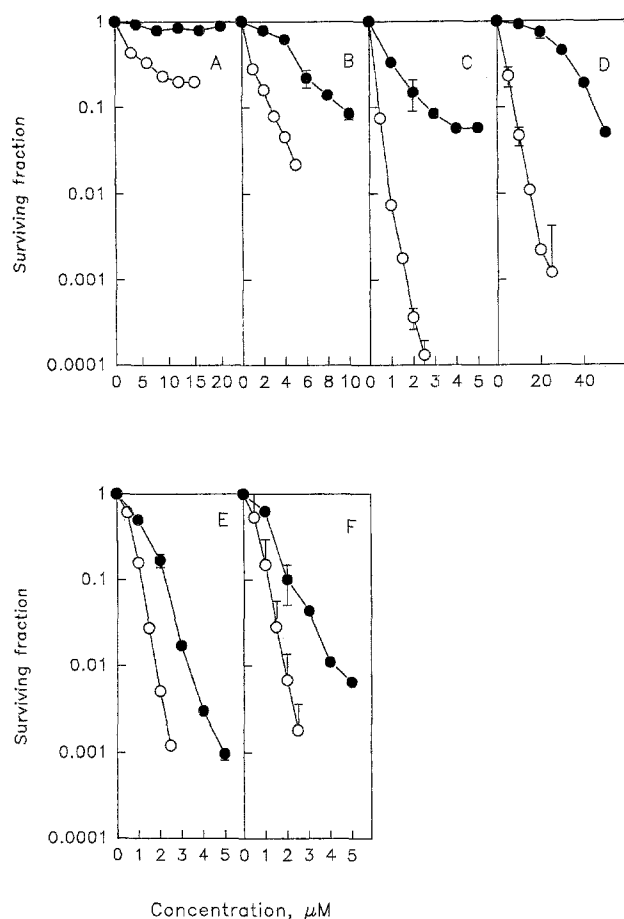 Surviving fraction
1
0.1
0.01
0.001
0.0001
A
B
C
D
0 5 10 15 20
0 2 4 6 8 10
0 1 2 3 4 5
0 20 40
Surviving fraction
1
0.1
0.01
0.001
0.0001
E
F
0 1 2 3 4 5
0 1 2 3 4 5
Concentration, μM